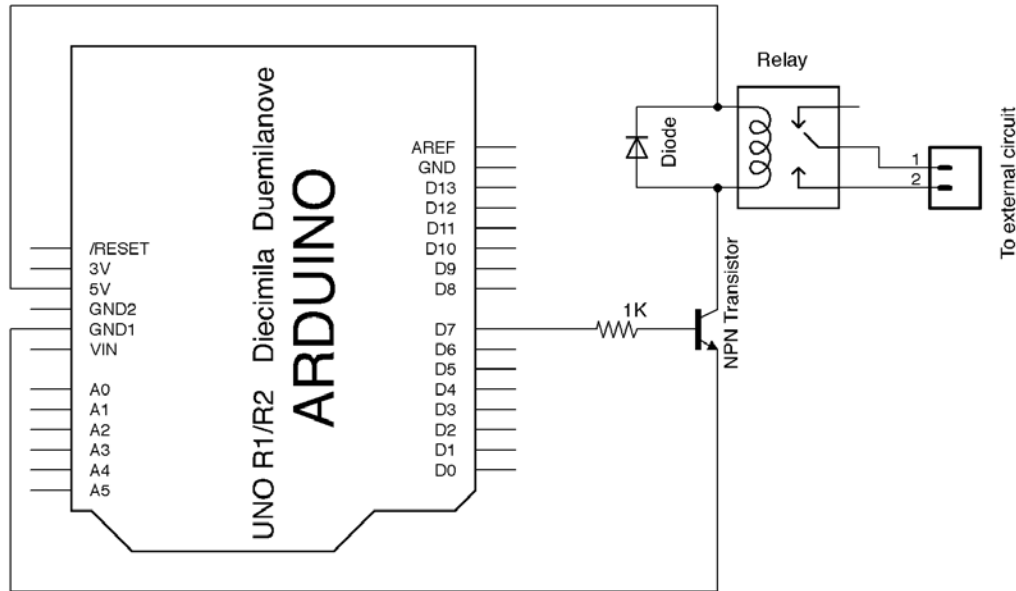 Relay
Diode
To external circuit
1
2
NPN Transistor
1K
UNO R1/R2 Diecimila Duemilanove
ARDUINO
/RESET
3V
5V
GND2
GND1
VIN
A0
A1
A2
A3
A4
A5
AREF
GND
D13
D12
D11
D10
D9
D8
D7
D6
D5
D4
D3
D2
D1
D0